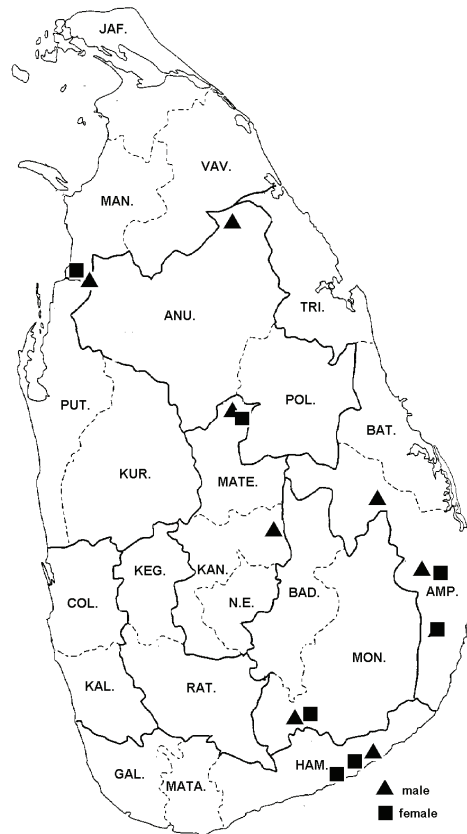 JAF.
VAV.
MAN.
ANU.
TRI.
PUT.
POL.
BAT.
KUR.
MATE.
KEG.
KAN.
COL.
BAD.
AMP.
N.E.
MON.
KAL.
RAT.
HAM.
GAL.
MATA.
male
female